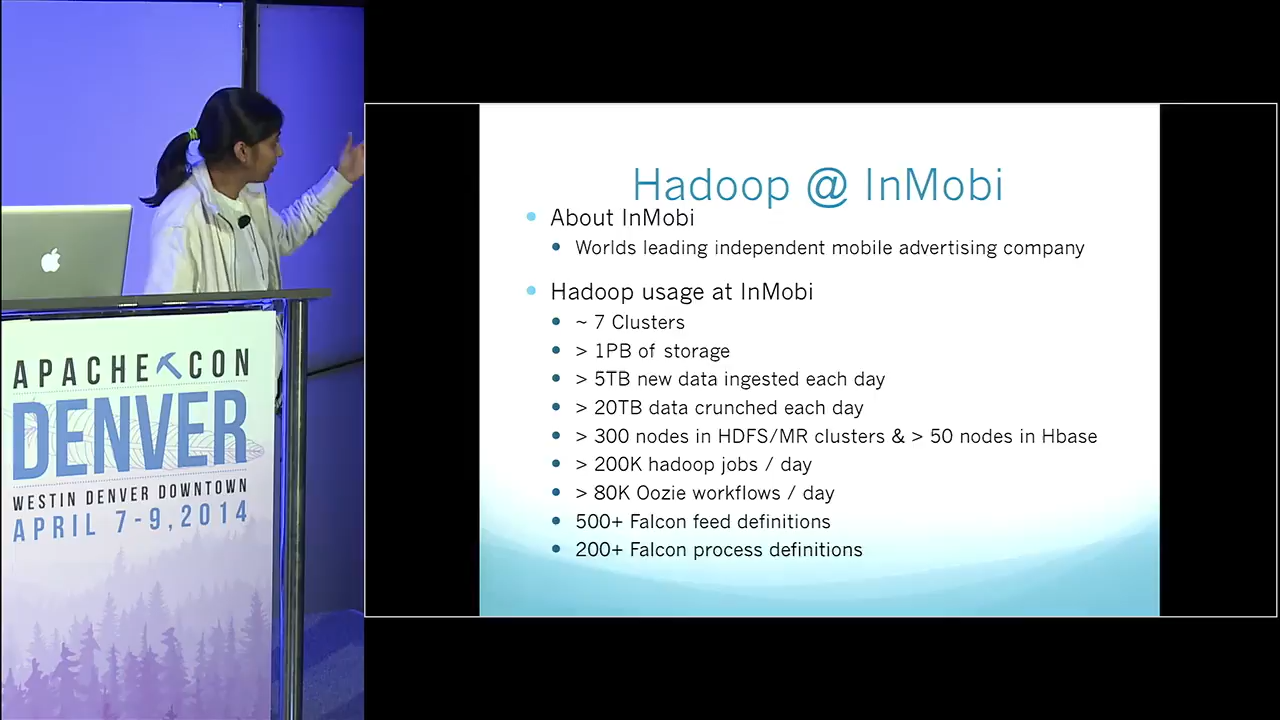 APACHE CON
DENVER
WESTIN DENVER DOWNTOWN
APRIL 7-9, 2014
Hadoop @ InMobi
About InMobi
Worlds leading independent mobile advertising company
Hadoop usage at InMobi
~ 7 Clusters
> 1PB of storage
> 5TB new data ingested each day
> 20TB data crunched each day
> 300 nodes in HDFS/MR clusters & > 50 nodes in Hbase
> 200K hadoop jobs / day
> 80K Oozie workflows / day
500+ Falcon feed definitions
200+ Falcon process definitions